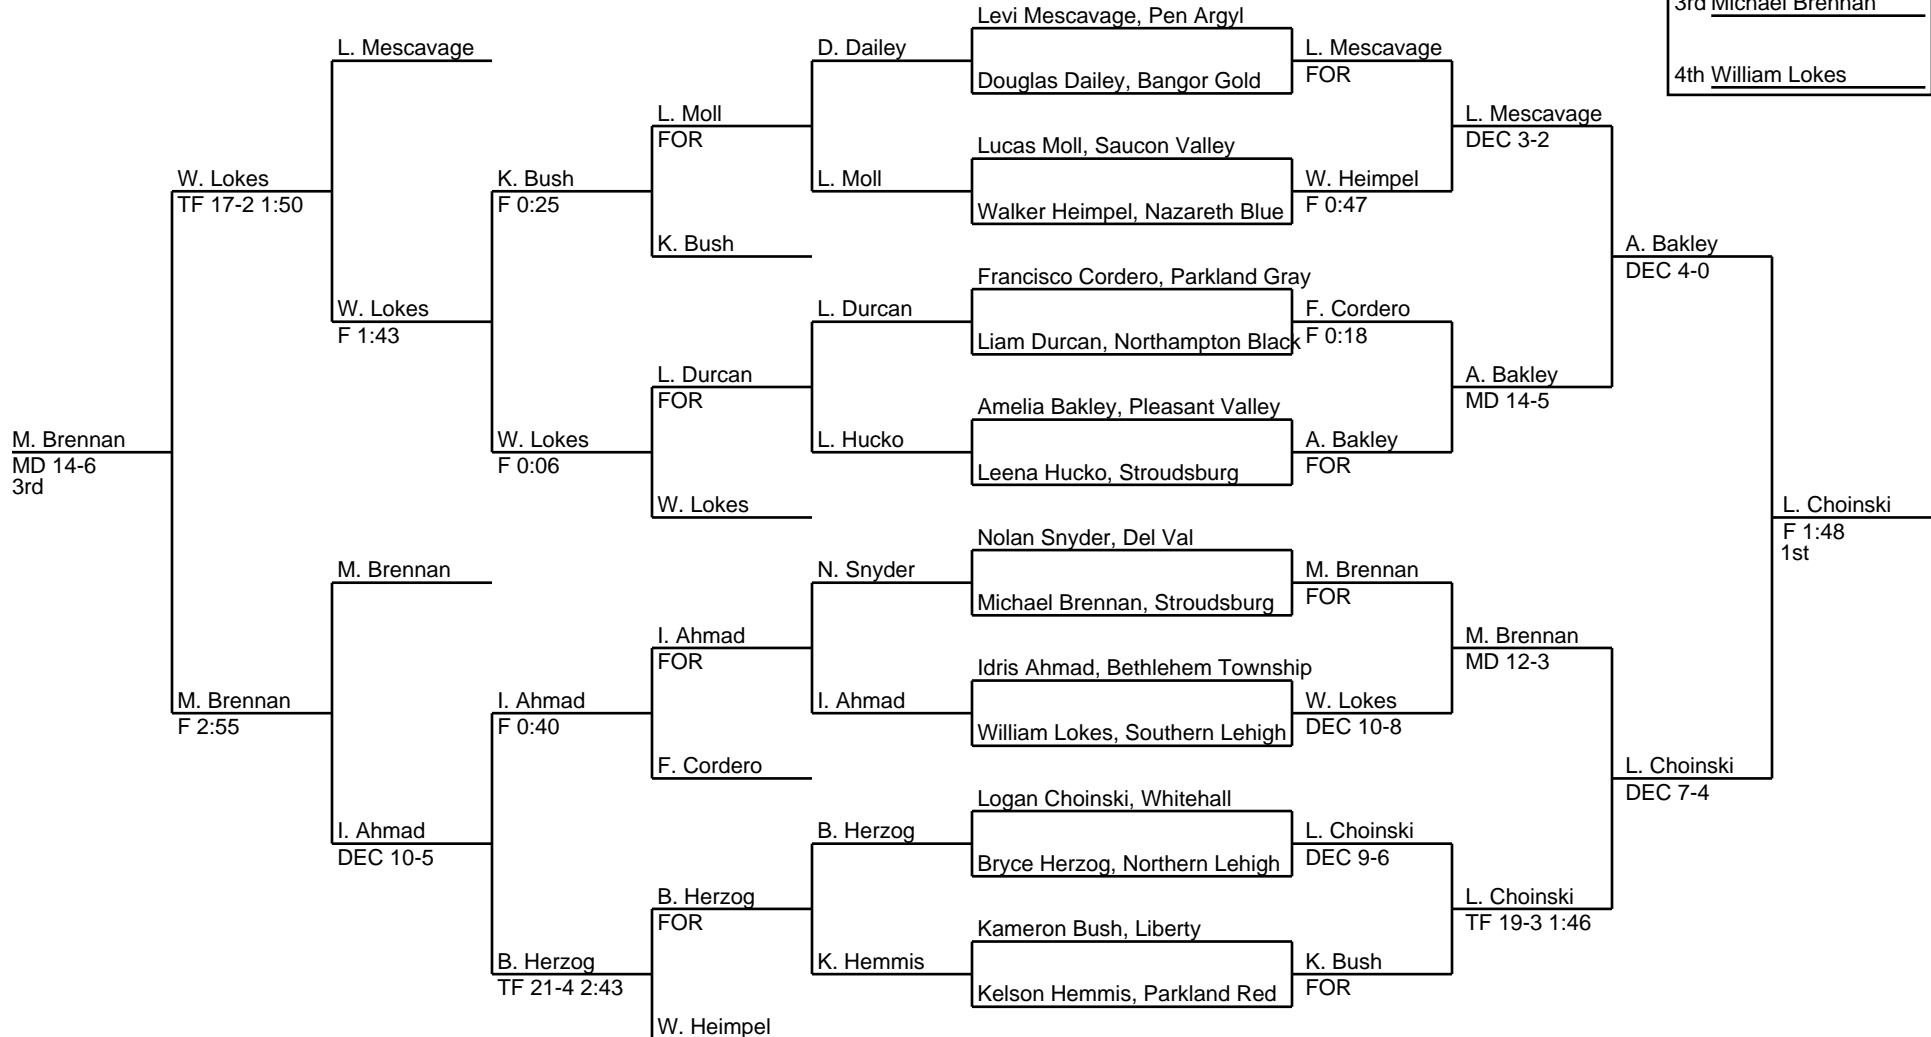 3rd Michael Brennan
4th William Lokes
L. Mescavage
W. Lokes
TF 17-2 1:50
W. Lokes
F 1:43
M. Brennan
MD 14-6
3rd
M. Brennan
M. Brennan
F 2:55
I. Ahmad
DEC 10-5
K. Bush
F 0:25
W. Lokes
F 0:06
I. Ahmad
F 0:40
B. Herzog
TF 21-4 2:43
L. Moll
FOR
K. Bush
L. Durcan
FOR
W. Lokes
I. Ahmad
FOR
F. Cordero
B. Herzog
FOR
W. Heimpel
D. Dailey
L. Moll
L. Durcan
L. Hucko
N. Snyder
I. Ahmad
B. Herzog
K. Hemmis
Levi Mescavage, Pen Argyl
Douglas Dailey, Bangor Gold
Lucas Moll, Saucon Valley
Walker Heimpel, Nazareth Blue
Francisco Cordero, Parkland Gray
Liam Durcan, Northampton Black
Amelia Bakley, Pleasant Valley
Leena Hucko, Stroudsburg
Nolan Snyder, Del Val
Michael Brennan, Stroudsburg
Idris Ahmad, Bethlehem Township
William Lokes, Southern Lehigh
Logan Choinski, Whitehall
Bryce Herzog, Northern Lehigh
Kameron Bush, Liberty
Kelson Hemmis, Parkland Red
L. Mescavage
FOR
W. Heimpel
F 0:47
F. Cordero
F 0:18
A. Bakley
FOR
M. Brennan
FOR
W. Lokes
DEC 10-8
L. Choinski
DEC 9-6
K. Bush
FOR
L. Mescavage
DEC 3-2
A. Bakley
MD 14-5
M. Brennan
MD 12-3
L. Choinski
TF 19-3 1:46
A. Bakley
DEC 4-0
L. Choinski
DEC 7-4
L. Choinski
F 1:48
1st